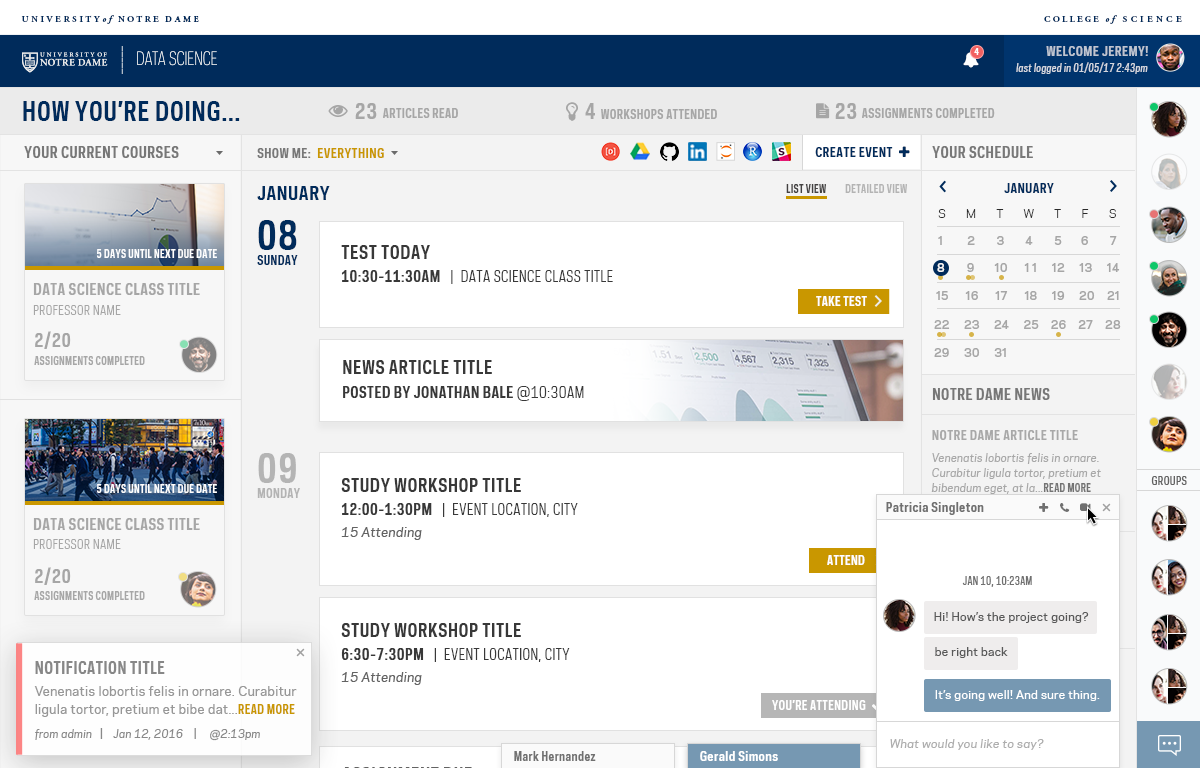 UNIVERSITY of NOTRE DAME
COLLEGE of SCIENCE
UNIVERSITY OF
NOTRE DAME
DATA SCIENCE
4
WELCOME JEREMY!
last logged in 01/05/17 2:43pm
HOW YOU'RE DOING...
23 ARTICLES READ
4 WORKSHOPS ATTENDED
23 ASSIGNMENTS COMPLETED
YOUR CURRENT COURSES
5 DAYS UNTIL NEXT DUE DATE
DATA SCIENCE CLASS TITLE
PROFESSOR NAME
2/20
ASSIGNMENTS COMPLETED
5 DAYS UNTIL NEXT DUE DATE
DATA SCIENCE CLASS TITLE
PROFESSOR NAME
2/20
ASSIGNMENTS COMPLETED
NOTIFICATION TITLE
Venenatis lobortis felis in ornare. Curabitur
ligula tortor, pretium et bibe dat...READ MORE
from admin | Jan 12, 2016 | @2:13pm
SHOW ME: EVERYTHING
CREATE EVENT
JANUARY
LIST VIEW
DETAILED VIEW
08
SUNDAY
TEST TODAY
10:30-11:30AM | DATA SCIENCE CLASS TITLE
TAKE TEST
NEWS ARTICLE TITLE
POSTED BY JONATHAN BALE @10:30AM
1.51 2,500 4,567 2,315 7,325
09
MONDAY
STUDY WORKSHOP TITLE
12:00-1:30PM | EVENT LOCATION, CITY
15 Attending
ATTEND
STUDY WORKSHOP TITLE
6:30-7:30PM | EVENT LOCATION, CITY
15 Attending
YOU'RE ATTENDING
Mark Hernandez
Gerald Simons
YOUR SCHEDULE
JANUARY
S M T W T F S
1 2 3 4 5 6 7
8 9 10 11 12 13 14
15 16 17 18 19 20 21
22 23 24 25 26 27 28
29 30 31
NOTRE DAME NEWS
NOTRE DAME ARTICLE TITLE
Venenatis lobortis felis in ornare.
Curabitur ligula tortor, pretium et
bibendum eget, at la...READ MORE
Patricia Singleton
JAN 10, 10:23AM
Hi! How's the project going?
be right back
It's going well! And sure thing.
What would you like to say?
GROUPS